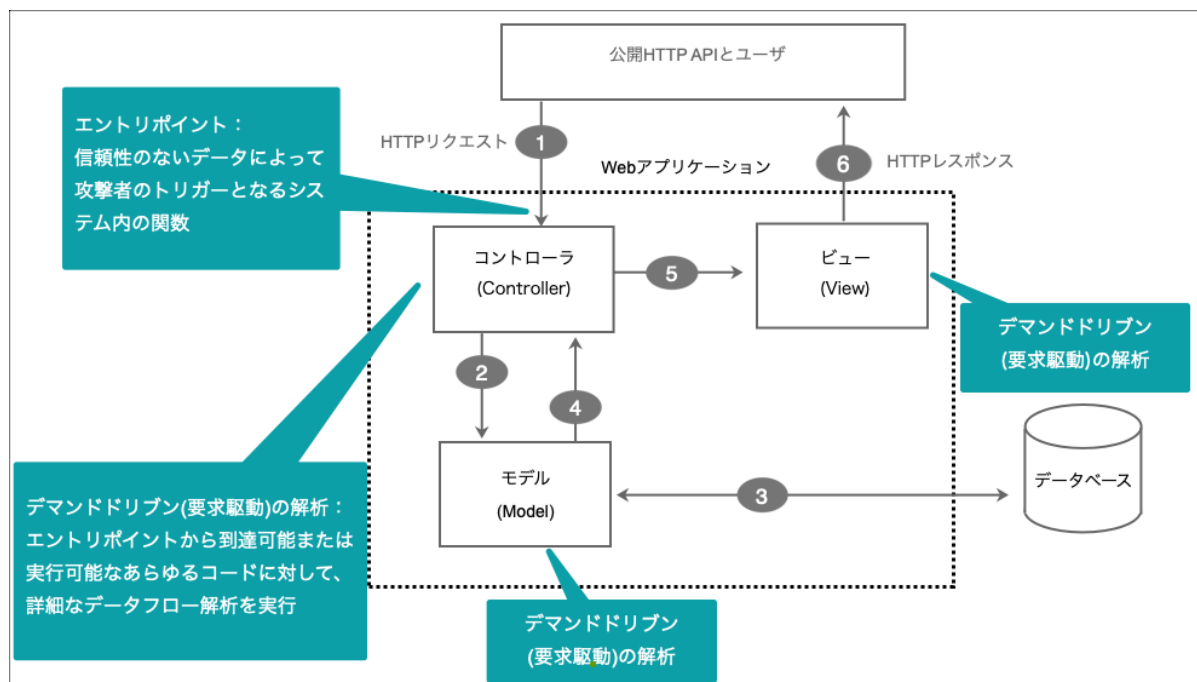 公開HTTP APIとユーザ
エントリポイント：
信頼性のないデータによって
攻撃者のトリガーとなるシス
テム内の関数
HTTPリクエスト
1
Webアプリケーション
6
HTTPレスポンス
コントローラ
(Controller)
5
ビュー
(View)
デマンドドリブン
(要求駆動)の解析
2
4
デマンドドリブン(要求駆動)の解析：
エントリポイントから到達可能または
実行可能なあらゆるコードに対して、
詳細なデータフロー解析を実行
モデル
(Model)
3
データベース
デマンドドリブン
(要求駆動)の解析